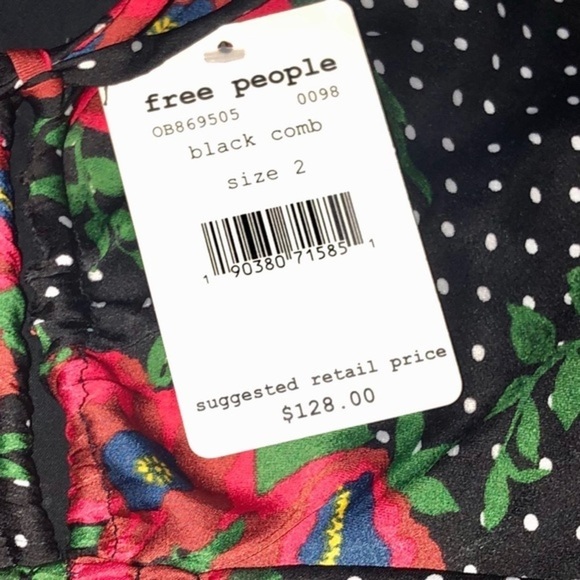 free people
OB869505 0098
black comb
size 2
1 90380 71585 1
suggested retail price
$128.00